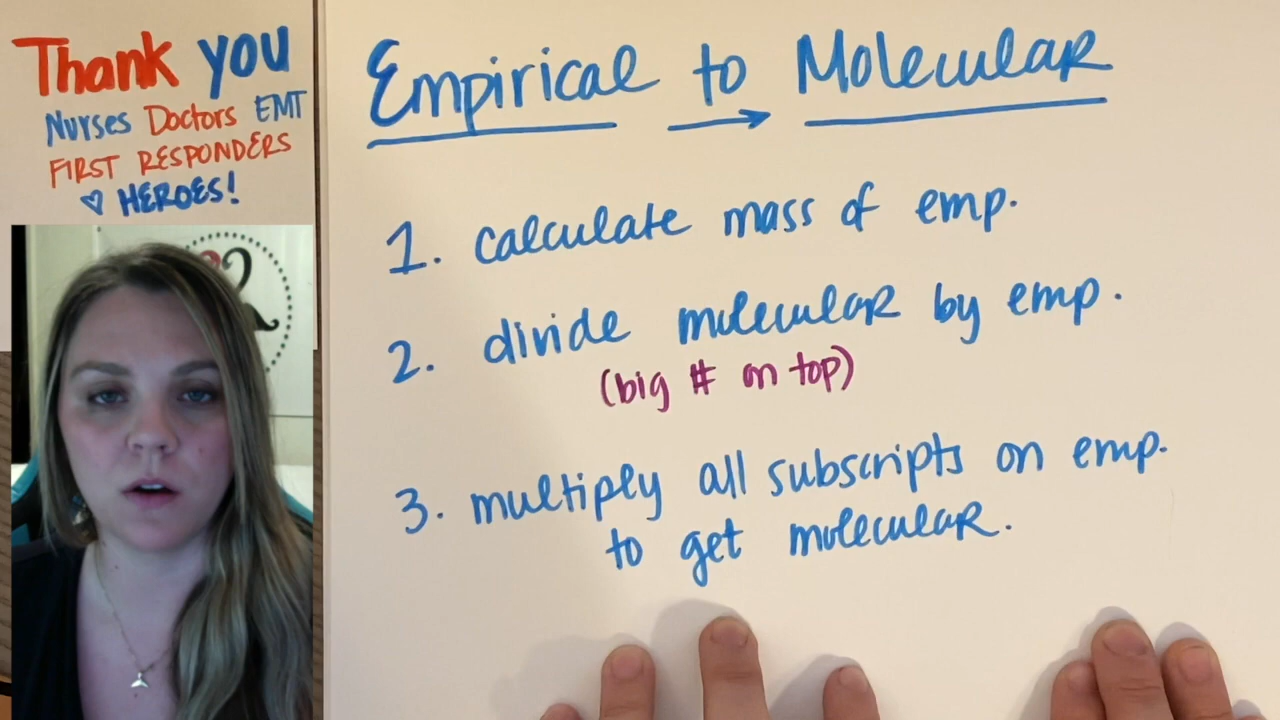 Thank you
Nurses Doctors EMT
FIRST RESPONDERS
♡ HEROES!
Empirical to Molecular
→
1. calculate mass of emp.
2. divide molecular by emp.
(big # on top)
3. multiply all subscripts on emp.
to get molecular.